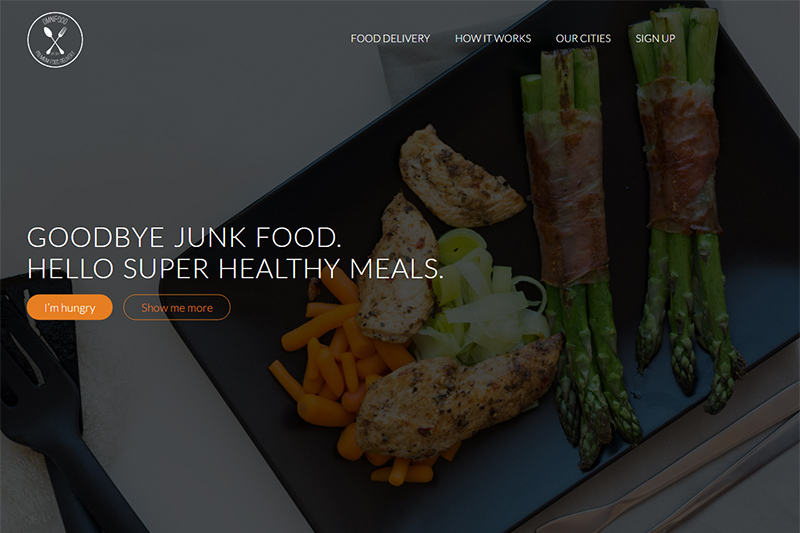 OMNIFOOD
PREMIUM FOOD DELIVERY
FOOD DELIVERY
HOW IT WORKS
OUR CITIES
SIGN UP
GOODBYE JUNK FOOD.
HELLO SUPER HEALTHY MEALS.
I'm hungry
Show me more